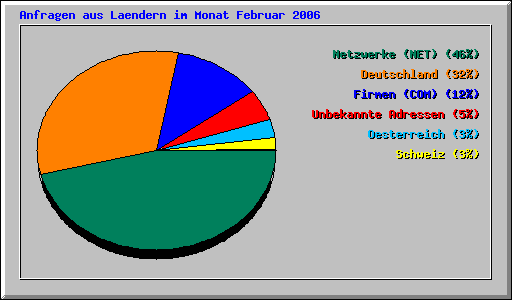 Anfragen aus Laendern im Monat Februar 2006
Netzwerke (NET) (46%)
Deutschland (32%)
Firmen (COM) (12%)
Unbekannte Adressen (5%)
Oesterreich (3%)
Schweiz (3%)